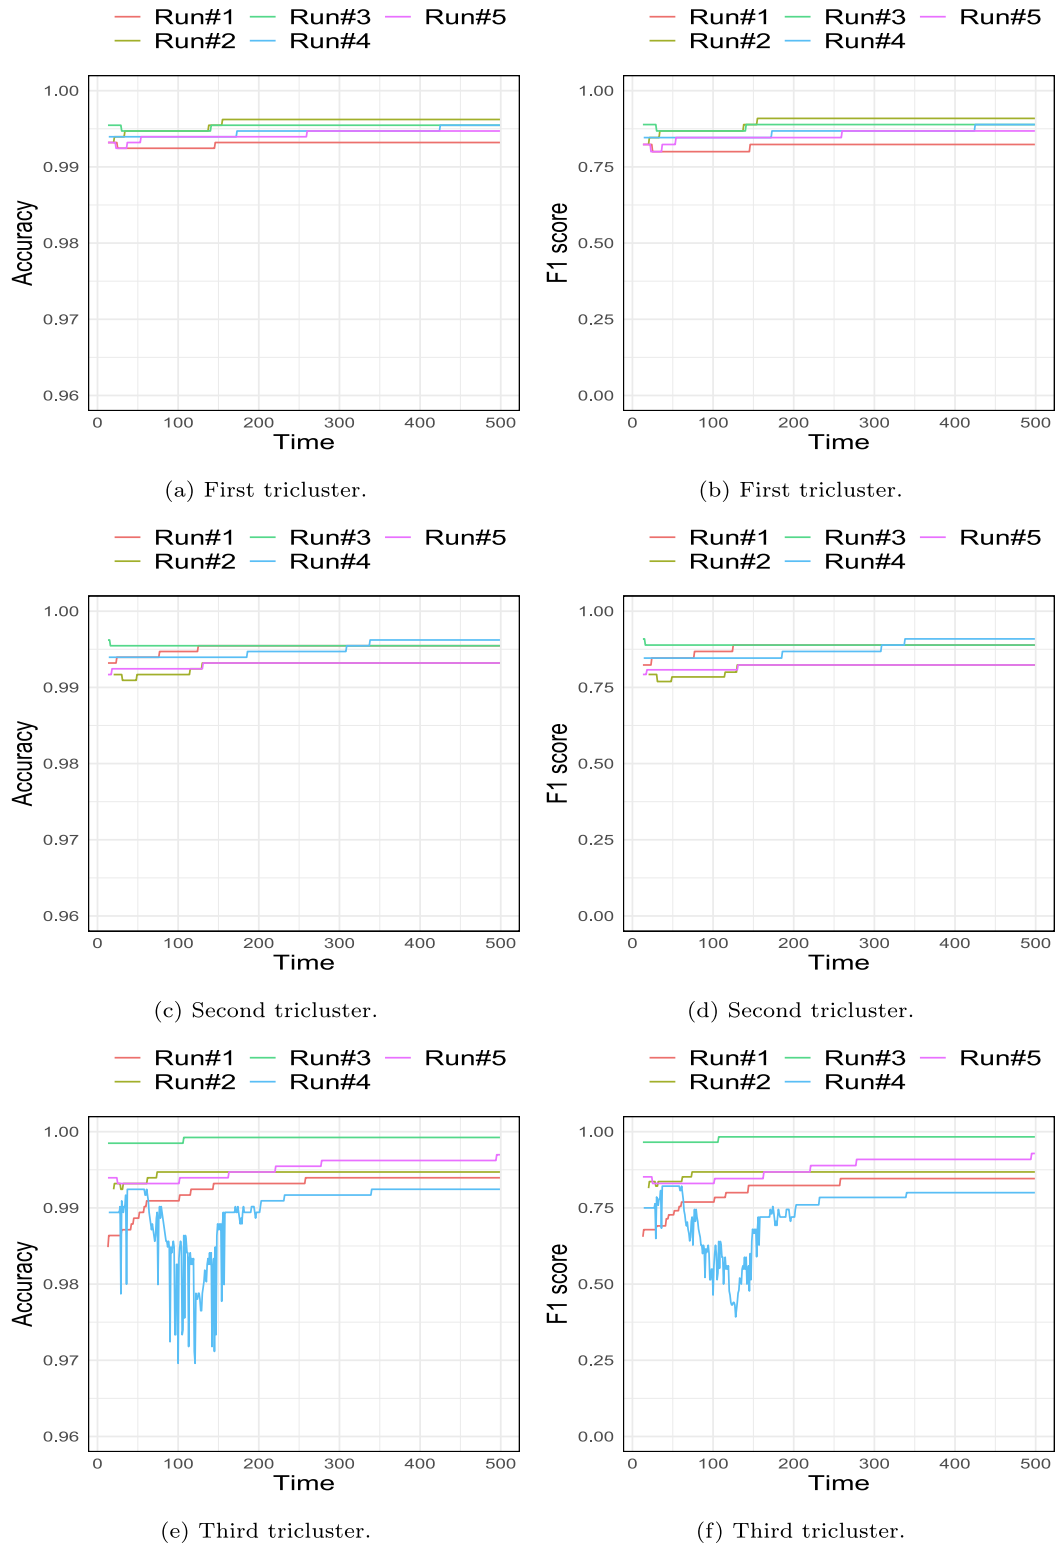 Run#1 Run#3 Run#5
Run#2 Run#4
Run#1 Run#3 Run#5
Run#2 Run#4
Accuracy
1.00
0.99
0.98
0.97
0.96
0 100 200 300 400 500
Time
(a) First tricluster.
F1 score
1.00
0.75
0.50
0.25
0.00
0 100 200 300 400 500
Time
(b) First tricluster.
Run#1 Run#3 Run#5
Run#2 Run#4
Run#1 Run#3 Run#5
Run#2 Run#4
Accuracy
1.00
0.99
0.98
0.97
0.96
0 100 200 300 400 500
Time
(c) Second tricluster.
F1 score
1.00
0.75
0.50
0.25
0.00
0 100 200 300 400 500
Time
(d) Second tricluster.
Run#1 Run#3 Run#5
Run#2 Run#4
Run#1 Run#3 Run#5
Run#2 Run#4
Accuracy
1.00
0.99
0.98
0.97
0.96
0 100 200 300 400 500
Time
(e) Third tricluster.
F1 score
1.00
0.75
0.50
0.25
0.00
0 100 200 300 400 500
Time
(f) Third tricluster.